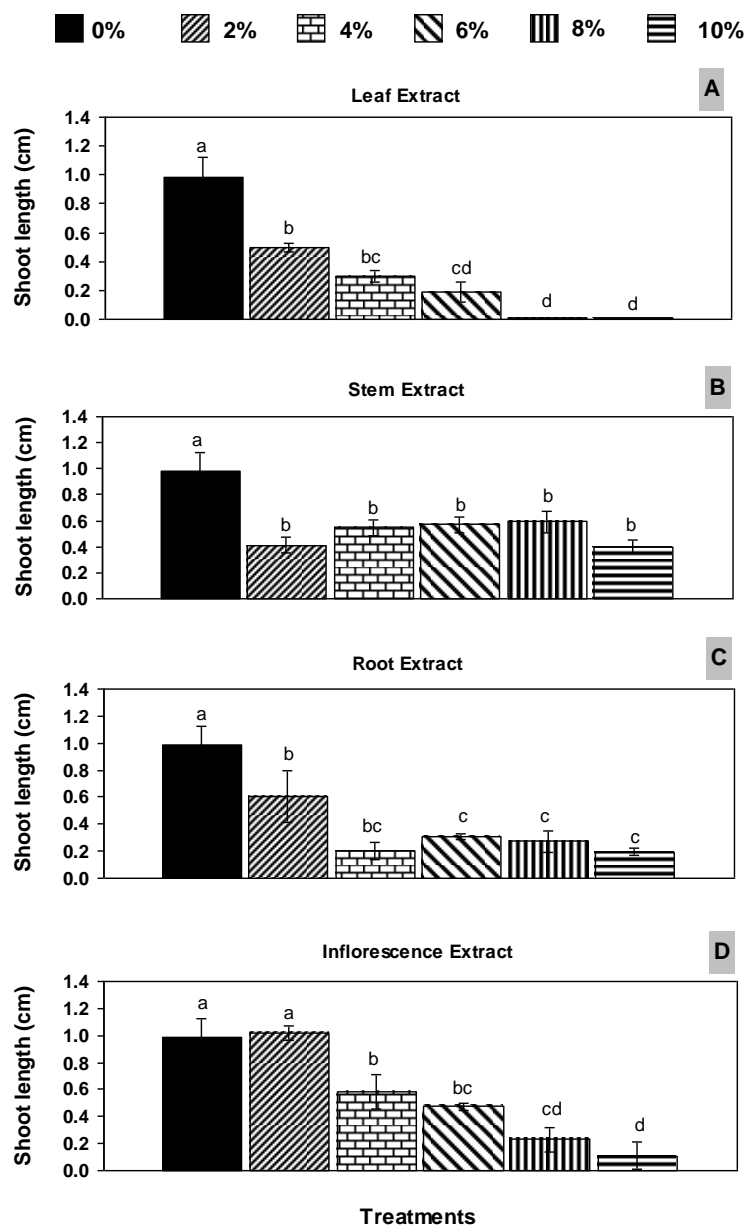 0% 2% 4% 6% 8% 10%
A
Leaf Extract
Shoot length (cm)
1.4
1.2
1.0
0.8
0.6
0.4
0.2
0.0
a b bc cd d d
B
Stem Extract
Shoot length (cm)
1.4
1.2
1.0
0.8
0.6
0.4
0.2
0.0
a b b b b b
C
Root Extract
Shoot length (cm)
1.4
1.2
1.0
0.8
0.6
0.4
0.2
0.0
a b bc c c c
D
Inflorescence Extract
Shoot length (cm)
1.4
1.2
1.0
0.8
0.6
0.4
0.2
0.0
a a b bc cd d
Treatments